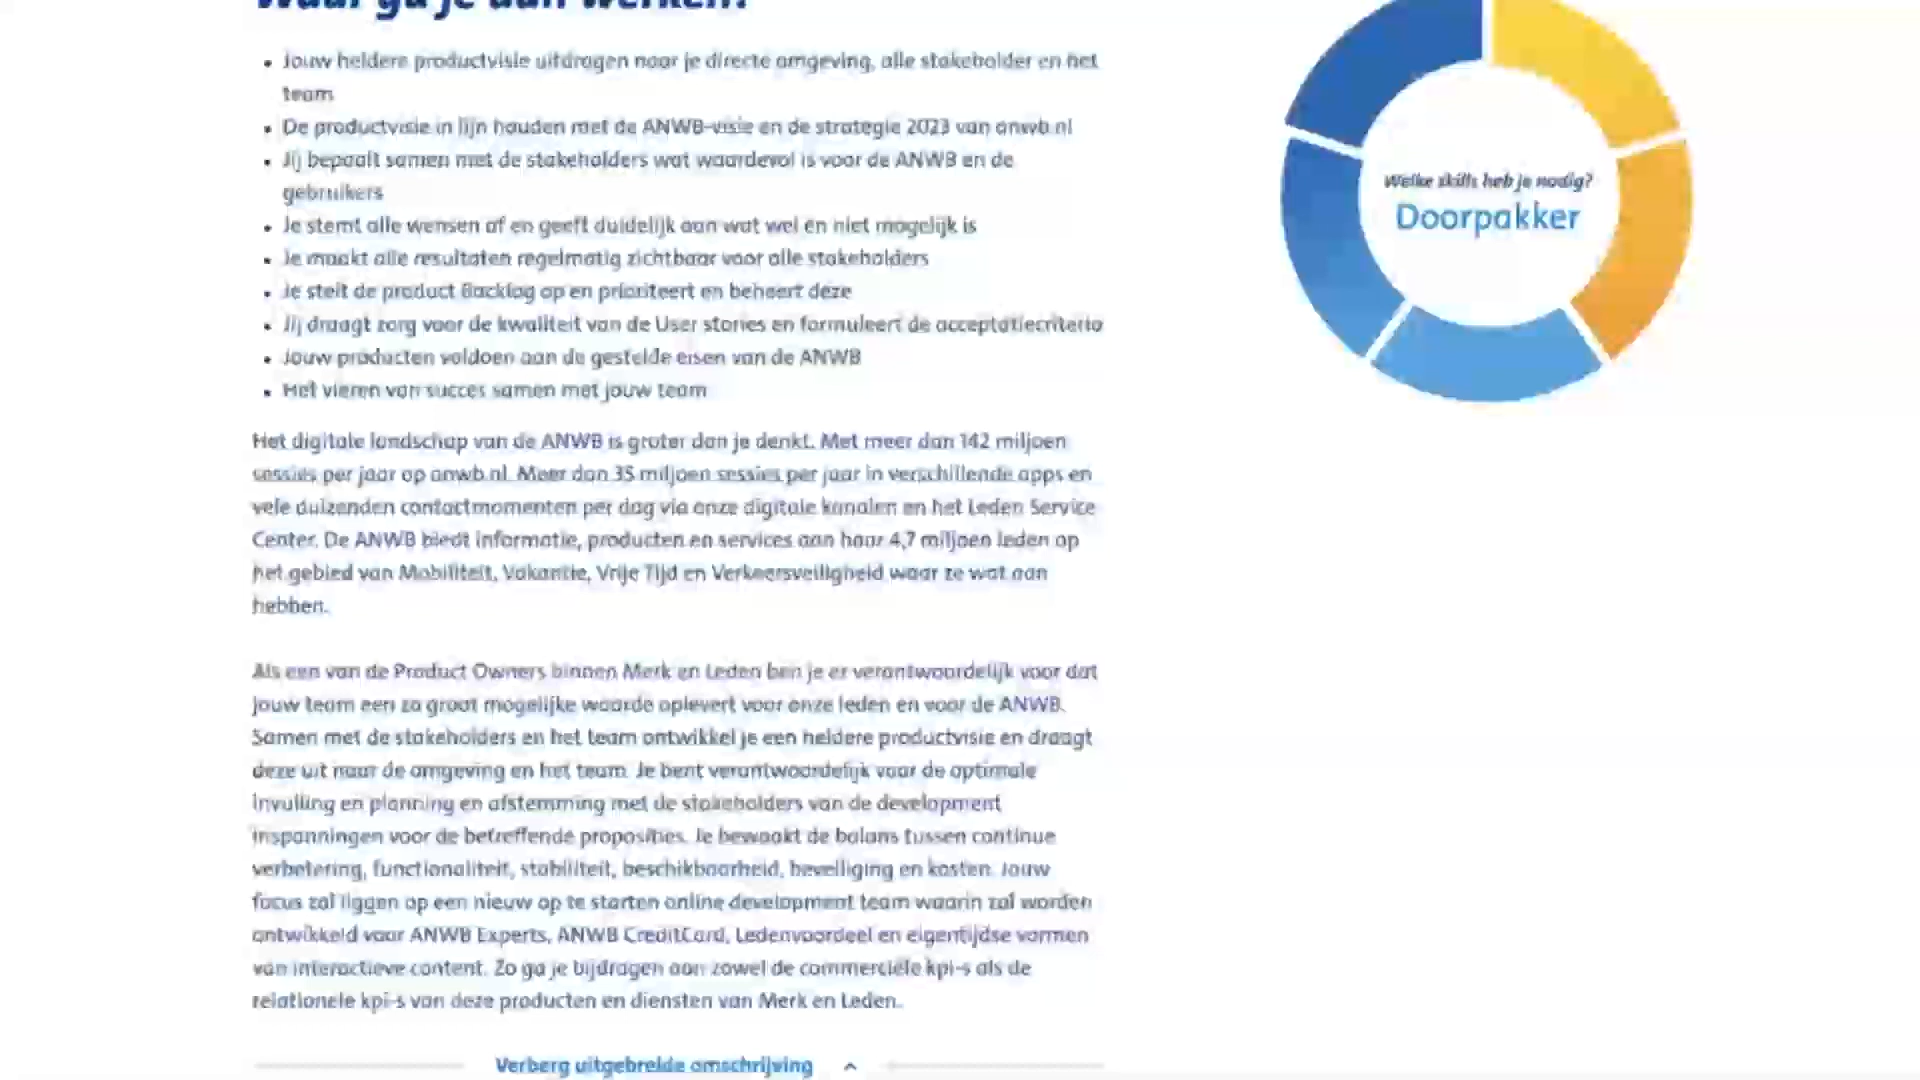 Waar ga je aan werken?
• Jouw heldere productvisie uitdragen naar je directe omgeving, alle stakeholder en het
team
• De productvisie in lijn houden met de ANWB-visie en de strategie 2023 van anwb.nl
• Jij bepaalt samen met de stakeholders wat waardevol is voor de ANWB en de
gebruikers
• Je stemt alle wensen af en geeft duidelijk aan wat wel en niet mogelijk is
• Je maakt alle resultaten regelmatig zichtbaar voor alle stakeholders
• Je stelt de product Backlog op en prioriteert en beheert deze
• Jij draagt zorg voor de kwaliteit van de User stories en formuleert de acceptatiecriteria
• Jouw producten voldoen aan de gestelde eisen van de ANWB
• Het vieren van succes samen met jouw team
Het digitale landschap van de ANWB is groter dan je denkt. Met meer dan 142 miljoen
sessies per jaar op anwb.nl. Meer dan 35 miljoen sessies per jaar in verschillende apps en
vele duizenden contactmomenten per dag via onze digitale kanalen en het Leden Service
Center. De ANWB biedt informatie, producten en services aan haar 4,7 miljoen leden op
het gebied van Mobiliteit, Vakantie, Vrije Tijd en Verkeersveiligheid waar ze wat aan
hebben.
Als een van de Product Owners binnen Merk en Leden ben je er verantwoordelijk voor dat
jouw team een zo groot mogelijke waarde oplevert voor onze leden en voor de ANWB.
Samen met de stakeholders en het team ontwikkel je een heldere productvisie en draagt
deze uit naar de omgeving en het team. Je bent verantwoordelijk voor de optimale
invulling en planning en afstemming met de stakeholders van de development
inspanningen voor de betreffende proposities. Je bewaakt de balans tussen continue
verbetering, functionaliteit, stabiliteit, beschikbaarheid, beveiliging en kosten. Jouw
focus zal liggen op een nieuw op te starten online development team waarin zal worden
ontwikkeld voor ANWB Experts, ANWB CreditCard, Ledenvoordeel en eigentijdse vormen
van interactieve content. Zo ga je bijdragen aan zowel de commerciële kpi-s als de
relationele kpi-s van deze producten en diensten van Merk en Leden.
Verberg uitgebreide omschrijving
Welke skills heb je nodig?
Doorpakker